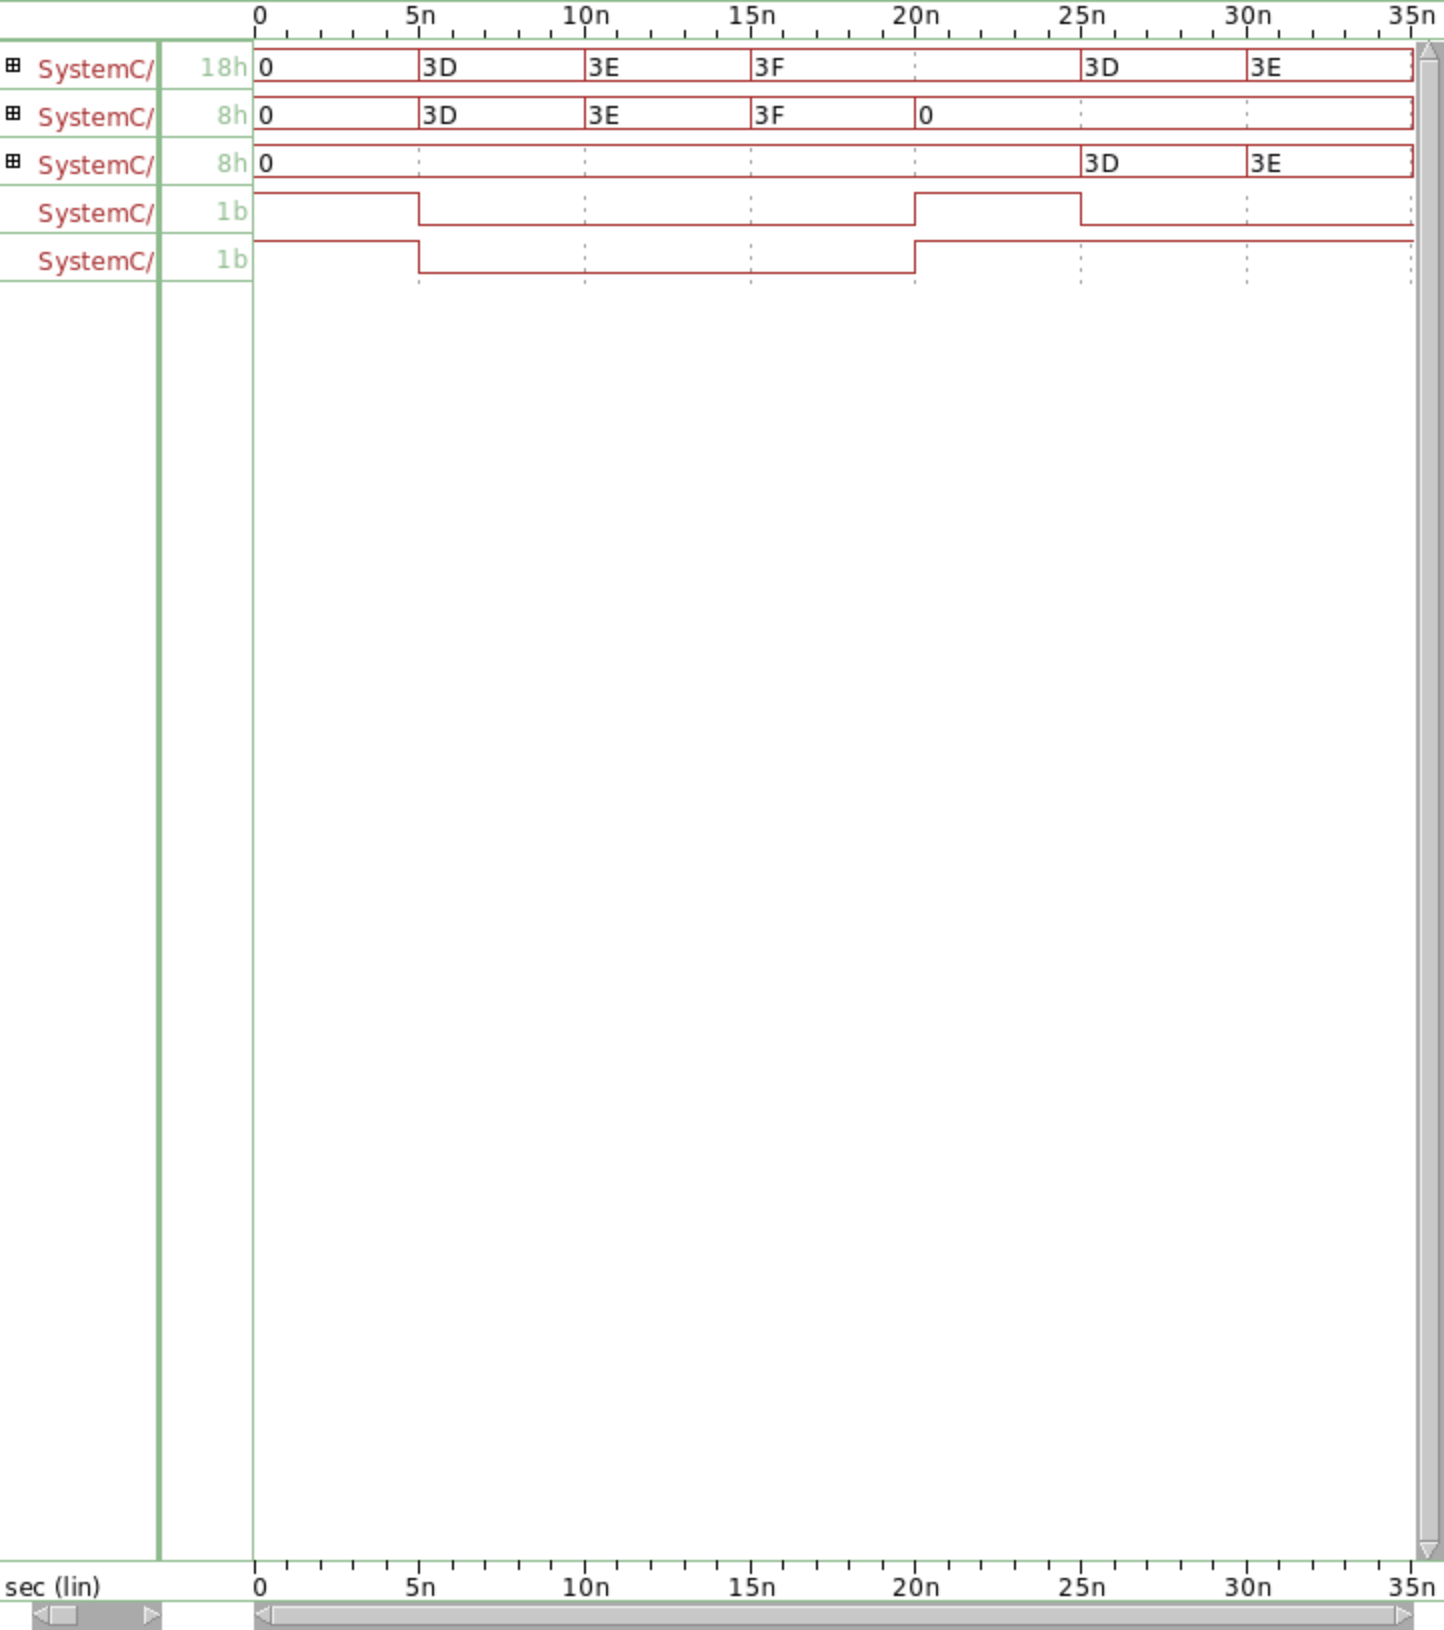 0 5n 10n 15n 20n 25n 30n 35n
SystemC/ 18h 0 3D 3E 3F 3D 3E
SystemC/ 8h 0 3D 3E 3F 0
SystemC/ 8h 0 3D 3E
SystemC/ 1b
SystemC/ 1b
sec (lin) 0 5n 10n 15n 20n 25n 30n 35n